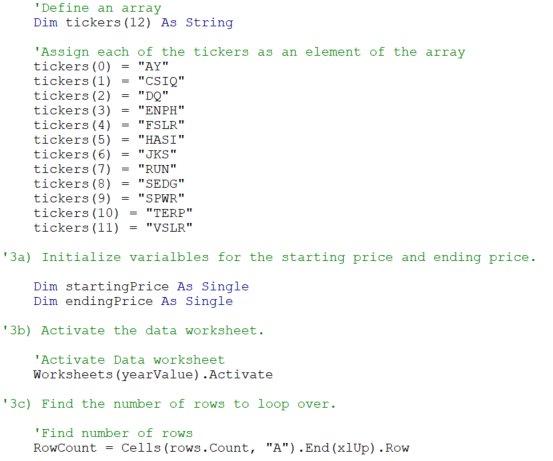 'Define an array
Dim tickers(12) As String
'Assign each of the tickers as an element of the array
tickers(0) = "AY"
tickers(1) = "CSIQ"
tickers(2) = "DQ"
tickers(3) = "ENPH"
tickers(4) = "FSLR"
tickers(5) = "HASI"
tickers(6) = "JKS"
tickers(7) = "RUN"
tickers(8) = "SEDG"
tickers(9) = "SPWR"
tickers(10) = "TERP"
tickers(11) = "VSLR"
'3a) Initialize varialbles for the starting price and ending price.
Dim startingPrice As Single
Dim endingPrice As Single
'3b) Activate the data worksheet.
'Activate Data worksheet
Worksheets(yearValue).Activate
'3c) Find the number of rows to loop over.
'Find number of rows
RowCount = Cells(rows.Count, "A").End(xlUp).Row